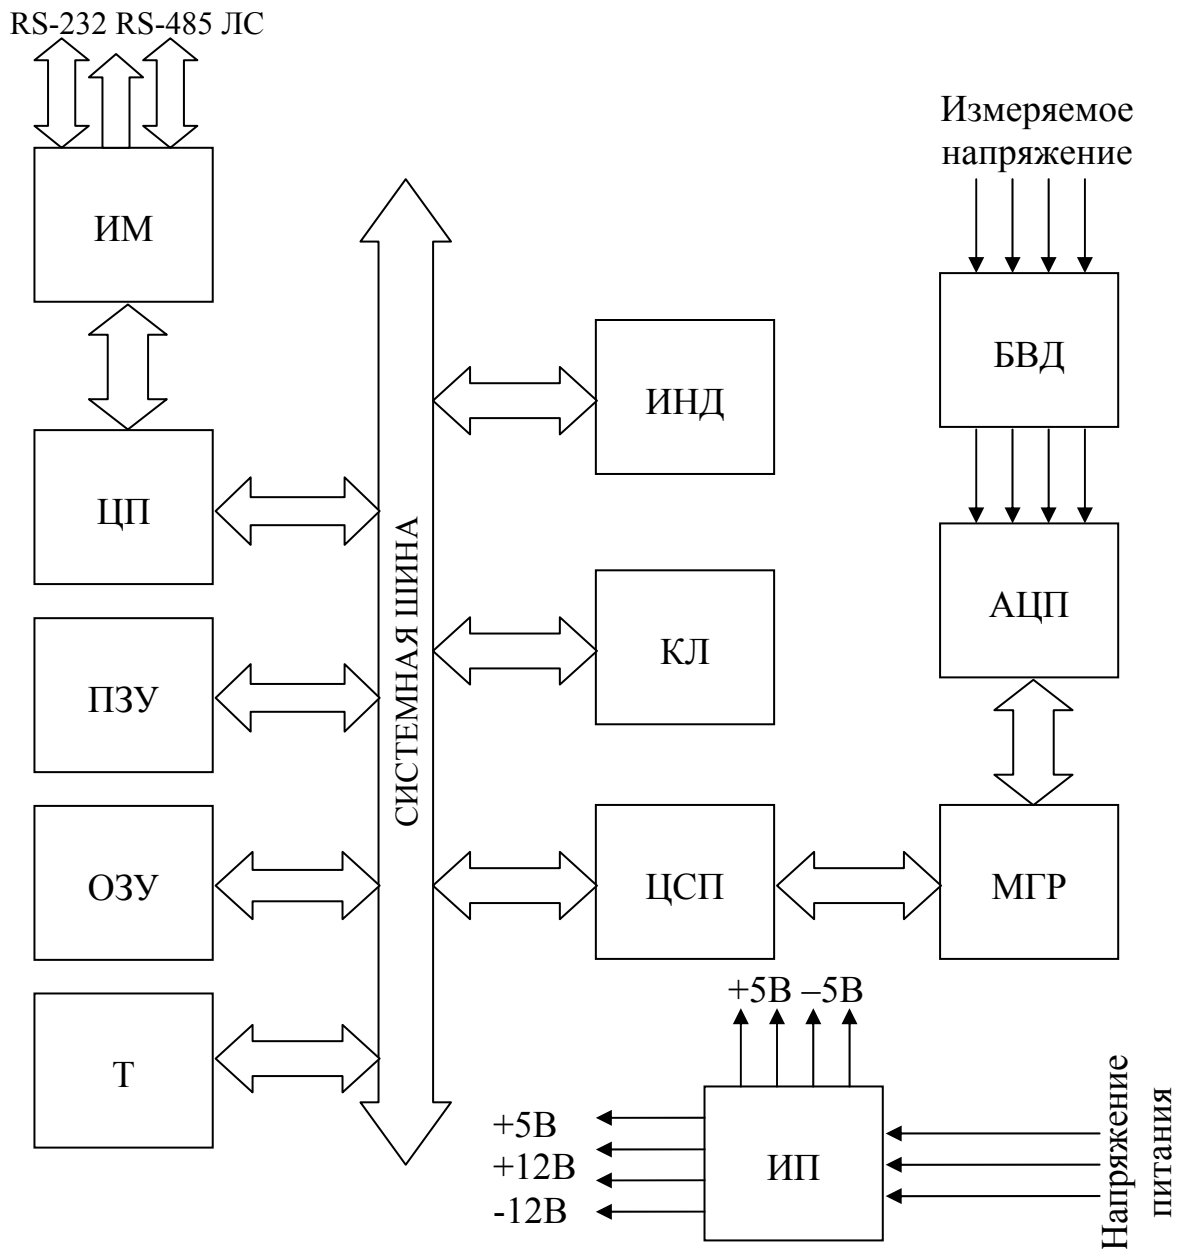 RS-232 RS-485 ЛС
Измеряемое
напряжение
ИМ
БВД
ИНД
ЦП
АЦП
КЛ
ПЗУ
СИСТЕМНАЯ ШИНА
ОЗУ
ЦСП
МГР
+5В –5В
Т
+5В
+12В
-12В
ИП
Напряжение
питания